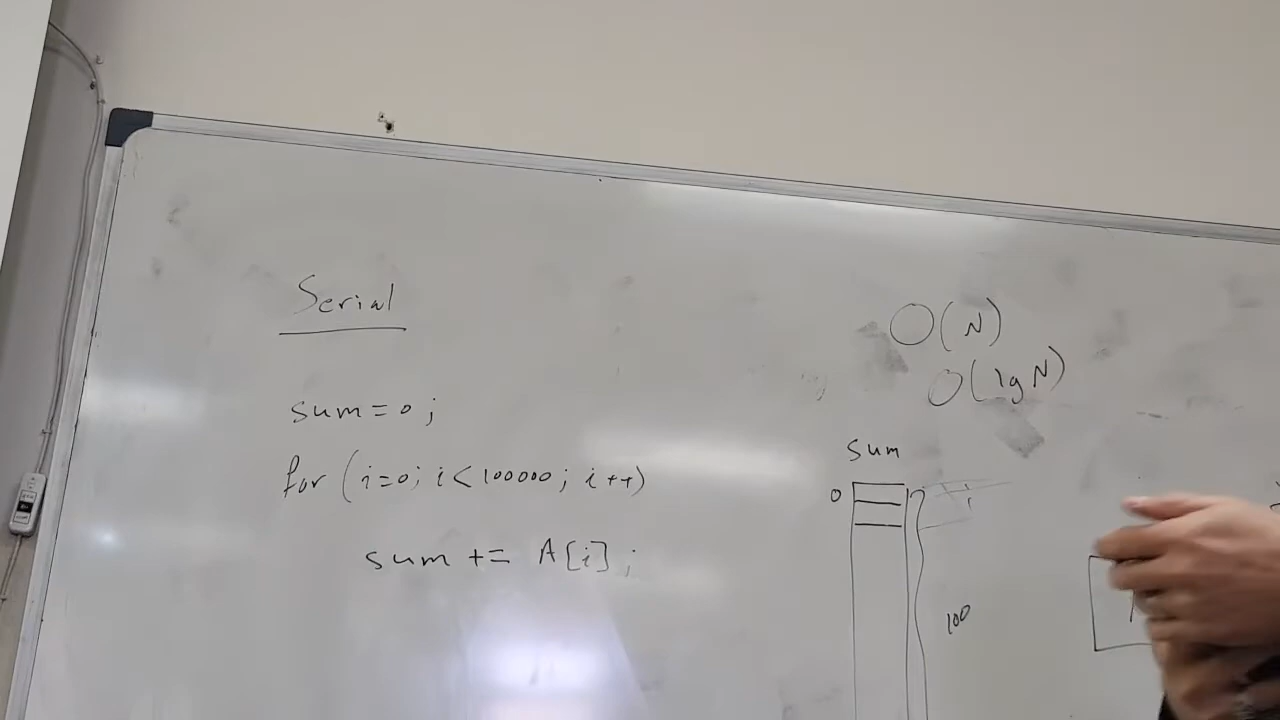 Serial
sum=0;
for (i=0; i<100000; i++)
sum += A[i];
O(N)
O(lgN)
sum
0
100